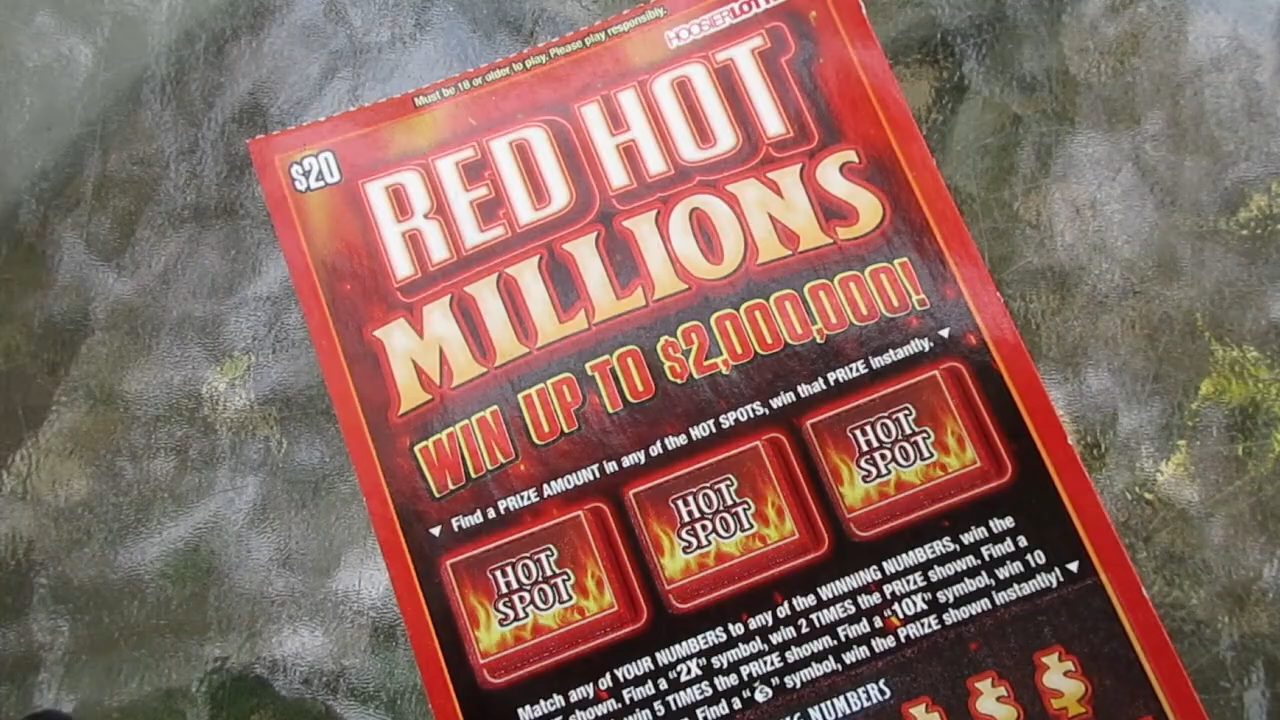 Must be 18 or older to play. Please play responsibly.
HOOSIER
$20
RED HOT
MILLIONS
WIN UP TO $2,000,000!
Find a PRIZE AMOUNT in any of the HOT SPOTS, win that PRIZE instantly.
HOT
SPOT
HOT
SPOT
HOT
SPOT
Match any of YOUR NUMBERS to any of the WINNING NUMBERS, win the
shown. Find a "2X" symbol, win 2 TIMES the PRIZE shown. Find a
win 5 TIMES the PRIZE shown. Find a "10X" symbol, win 10
Find a "$" symbol, win the PRIZE shown instantly!
NUMBERS
$ $